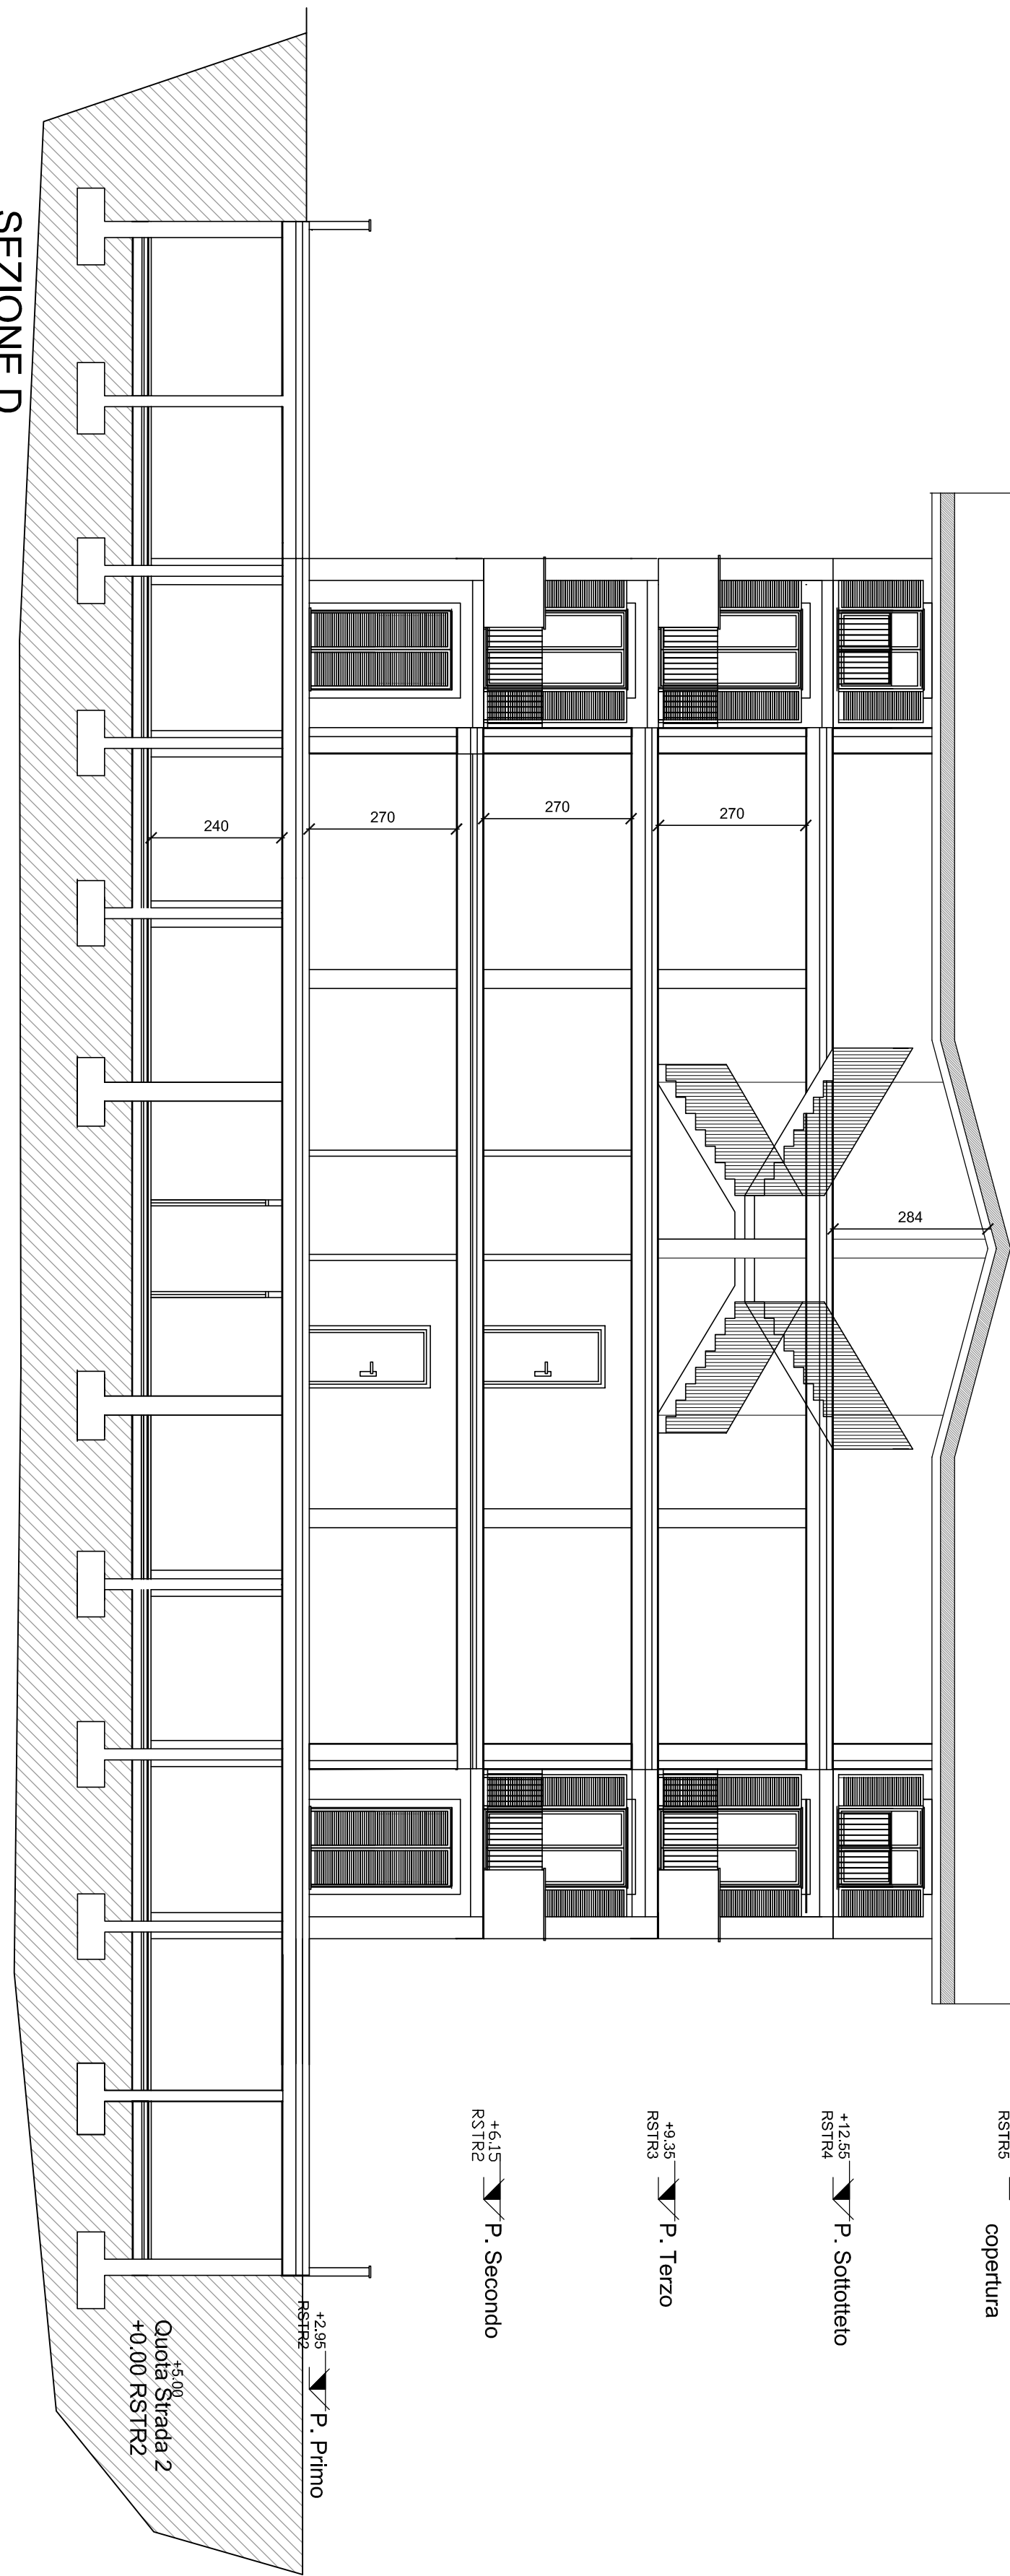 RSTR5
copertura
+12.55
RSTR4
P. Sottotteto
+9.35
RSTR3
P. Terzo
+6.15
RSTR2
P. Secondo
+2.95
RSTR2
P. Primo
+5.00
Quota Strada 2
+0.00 RSTR2
284
270
270
270
240
SEZIONE D